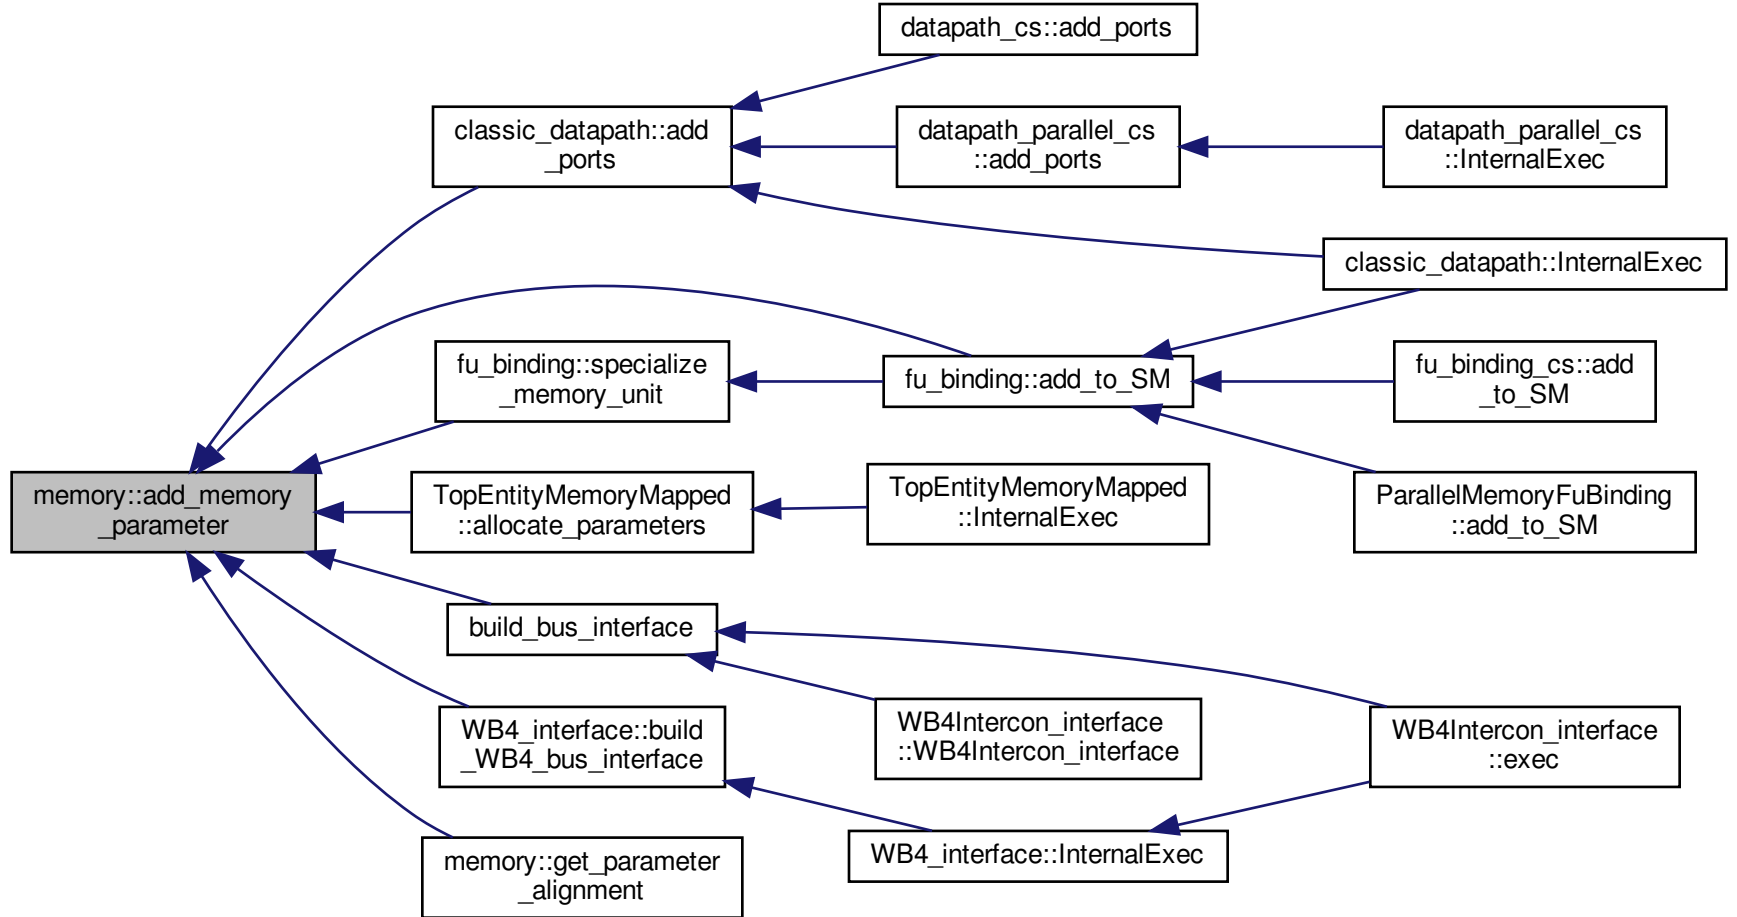 datapath_cs::add_ports
classic_datapath::add
_ports
datapath_parallel_cs
::add_ports
datapath_parallel_cs
::InternalExec
classic_datapath::InternalExec
fu_binding::specialize
_memory_unit
fu_binding::add_to_SM
fu_binding_cs::add
_to_SM
memory::add_memory
_parameter
TopEntityMemoryMapped
::allocate_parameters
TopEntityMemoryMapped
::InternalExec
ParallelMemoryFuBinding
::add_to_SM
build_bus_interface
WB4_interface::build
_WB4_bus_interface
WB4Intercon_interface
::WB4Intercon_interface
WB4Intercon_interface
::exec
memory::get_parameter
_alignment
WB4_interface::InternalExec